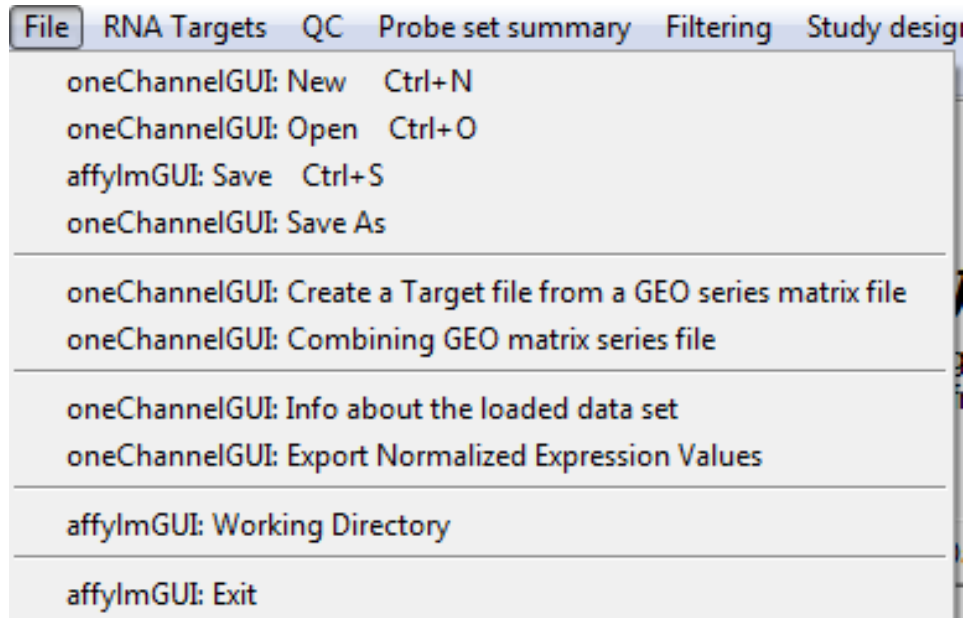 File RNA Targets QC Probe set summary Filtering Study desig
oneChannelGUI: New Ctrl+N
oneChannelGUI: Open Ctrl+O
affylmGUI: Save Ctrl+S
oneChannelGUI: Save As
oneChannelGUI: Create a Target file from a GEO series matrix file
oneChannelGUI: Combining GEO matrix series file
oneChannelGUI: Info about the loaded data set
oneChannelGUI: Export Normalized Expression Values
affylmGUI: Working Directory
affylmGUI: Exit